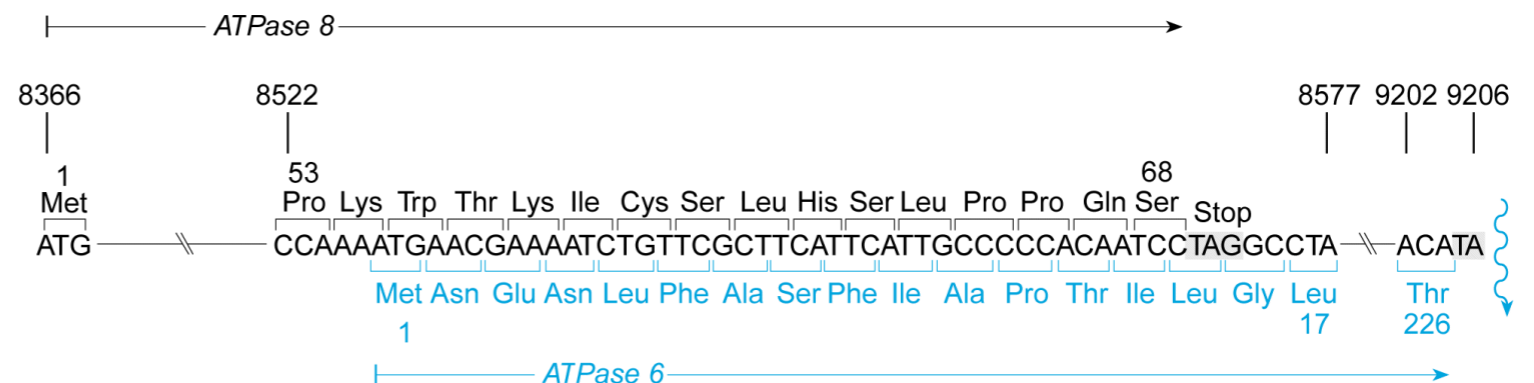 ATPase 8
8366 8522 8577 9202 9206
1 53 68
Met Pro Lys Trp Thr Lys Ile Cys Ser Leu His Ser Leu Pro Pro Gln Ser Stop
ATG CCAAAATGAACGAAAATCTGTTCGCTTCATTCATTGCCCCCACAATCCTAGGCCTA ACATA
Met Asn Glu Asn Leu Phe Ala Ser Phe Ile Ala Pro Thr Ile Leu Gly Leu Thr
1 17 226
ATPase 6